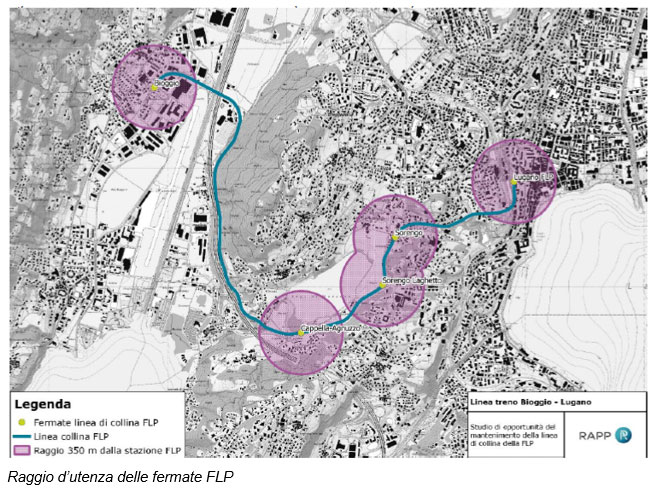 Bioggio
Lugano FLP
Sorengo
Sorengo Laghetto
Cappella-Agnuzzo
Legenda
Fermate linea di collina FLP
Linea collina FLP
Raggio 350 m dalla stazione FLP
Linea treno Bioggio - Lugano
Studio di opportunità del
mantenimento della linea
di collina della FLP
RAPP
Raggio d'utenza delle fermate FLP